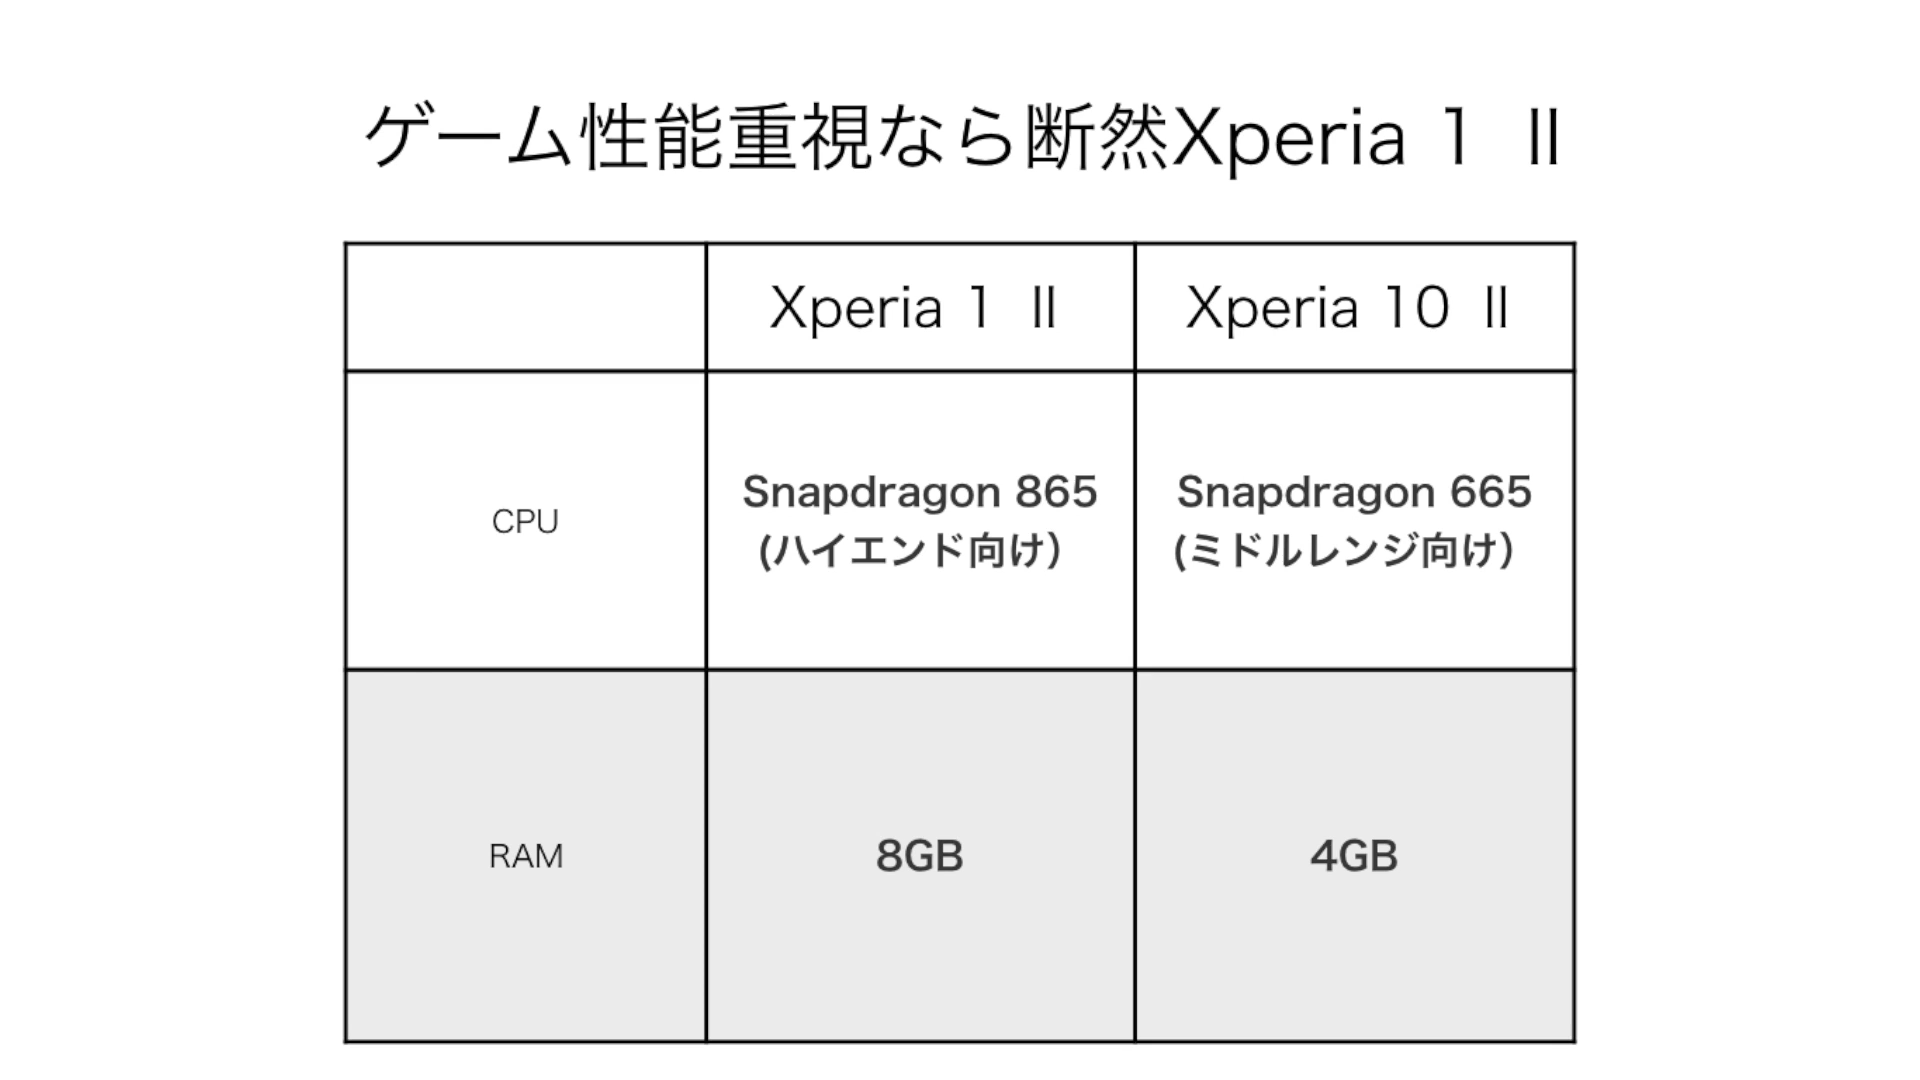 ゲーム性能重視なら断然Xperia 1 Ⅱ
Xperia 1 Ⅱ
Xperia 10 Ⅱ
CPU
Snapdragon 865
(ハイエンド向け）
Snapdragon 665
(ミドルレンジ向け）
RAM
8GB
4GB